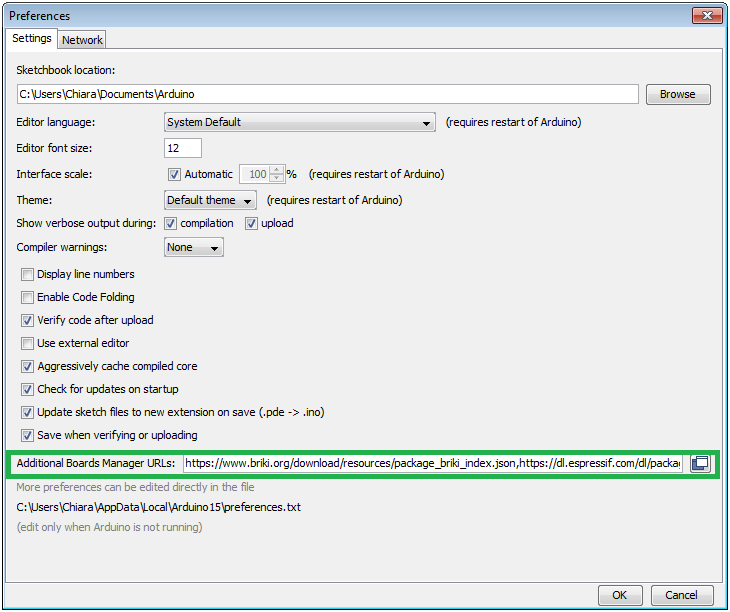 Preferences
Settings Network
Sketchbook location:
C:\Users\Chiara\Documents\Arduino Browse
Editor language: System Default (requires restart of Arduino)
Editor font size: 12
Interface scale: Automatic 100 % (requires restart of Arduino)
Theme: Default theme (requires restart of Arduino)
Show verbose output during: compilation upload
Compiler warnings: None
Display line numbers
Enable Code Folding
Verify code after upload
Use external editor
Aggressively cache compiled core
Check for updates on startup
Update sketch files to new extension on save (.pde -> .ino)
Save when verifying or uploading
Additional Boards Manager URLs: https://www.briki.org/download/resources/package_briki_index.json,https://dl.espressif.com/dl/packag
More preferences can be edited directly in the file
C:\Users\Chiara\AppData\Local\Arduino15\preferences.txt
(edit only when Arduino is not running)
OK Cancel